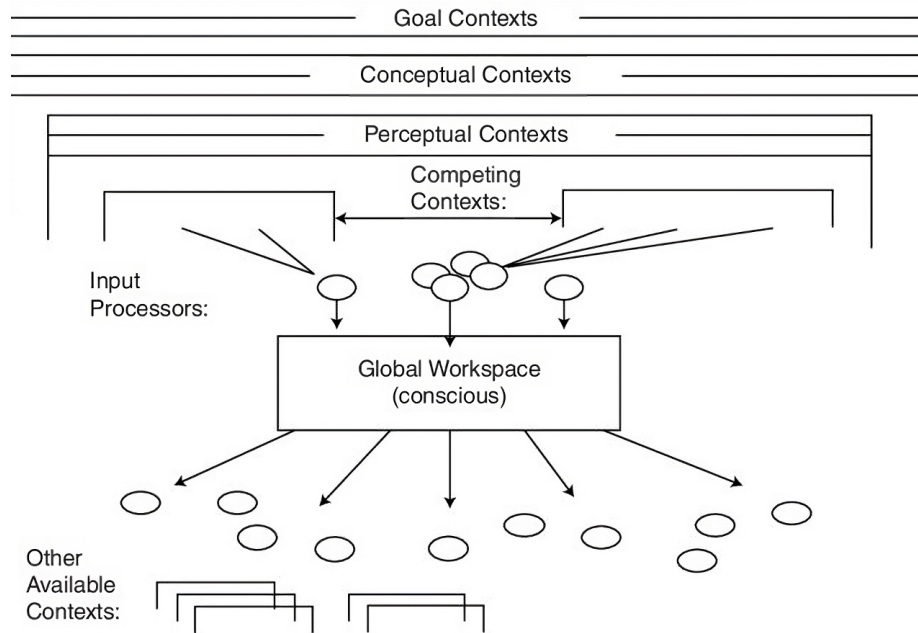 Goal Contexts
Conceptual Contexts
Perceptual Contexts
Competing
Contexts:
Input
Processors:
Global Workspace
(conscious)
Other
Available
Contexts: